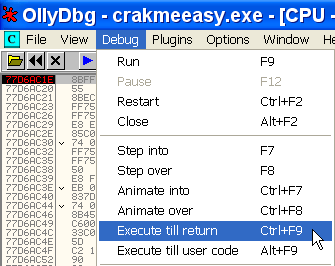 OllyDbg - crakmeeasy.exe - [CPU
C File View Debug Plugins Options Window He
Run F9
Pause F12
Restart Ctrl+F2
Close Alt+F2
Step into F7
Step over F8
Animate into Ctrl+F7
Animate over Ctrl+F8
Execute till return Ctrl+F9
Execute till user code Alt+F9
77D6AC1E 8BFF
77D6AC20 55
77D6AC21 8BEC
77D6AC23 FF75
77D6AC26 FF75
77D6AC29 E8 E
77D6AC2E 85C0
77D6AC30 74 0
77D6AC32 FF75
77D6AC35 FF75
77D6AC38 50
77D6AC39 E8 F
77D6AC3E EB 0
77D6AC40 837D
77D6AC44 74 0
77D6AC46 8B45
77D6AC49 C600
77D6AC4C 33C0
77D6AC4E 5D
77D6AC4F C2 1
77D6AC52 90